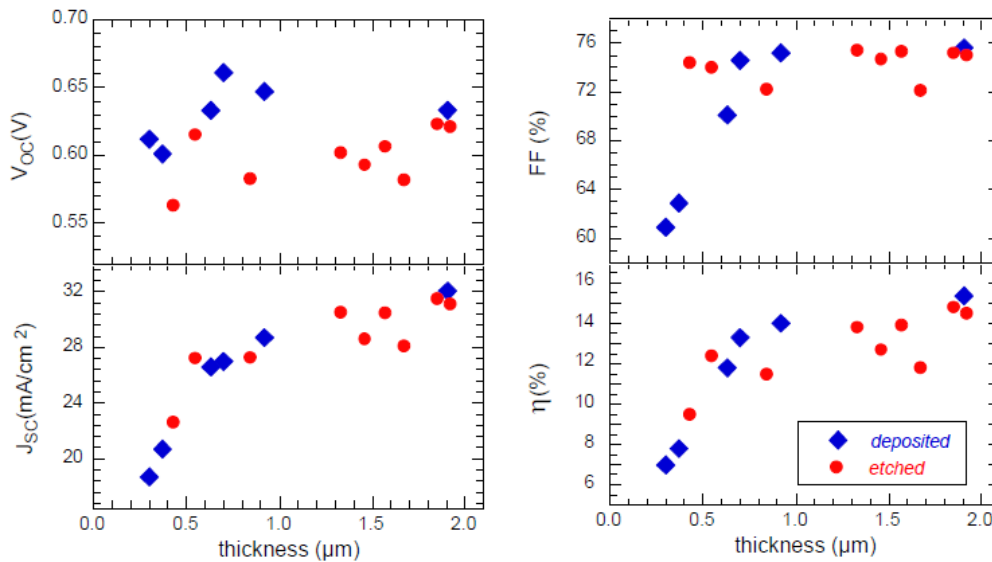 0.70
0.65
0.60
0.55
V_OC(V)
32
28
24
20
J_SC(mA/cm²)
0.0 0.5 1.0 1.5 2.0
thickness (µm)
76
72
68
64
60
FF (%)
16
14
12
10
8
6
η(%)
deposited
etched
0.0 0.5 1.0 1.5 2.0
thickness (µm)